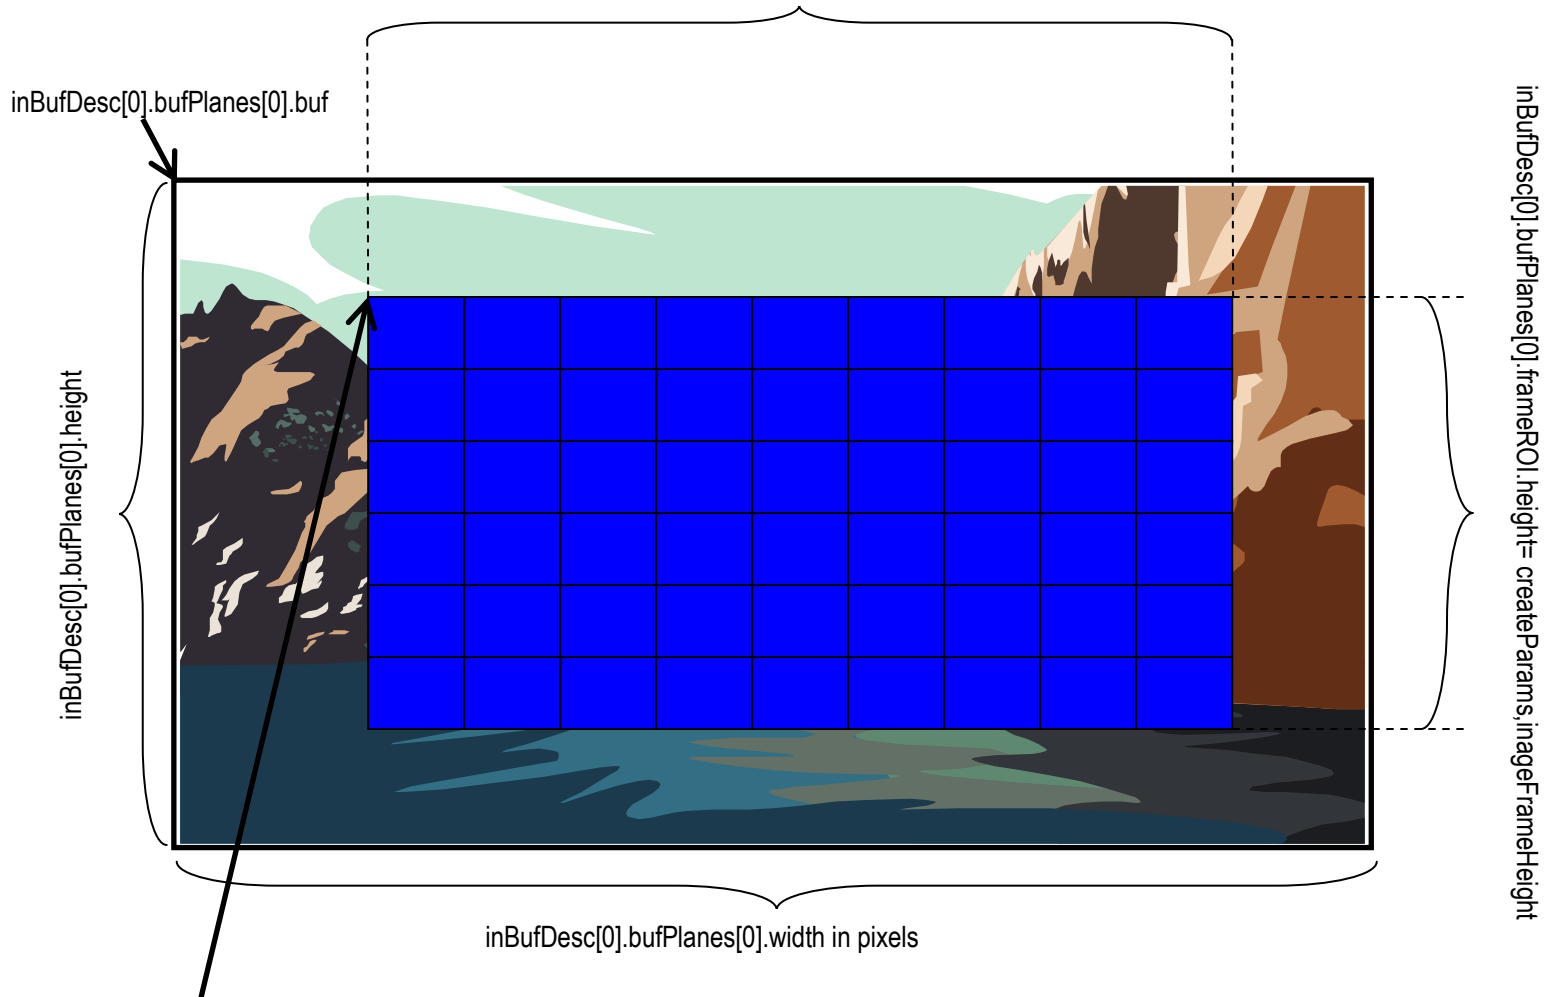 inBufDesc[0].bufPlanes[0].buf
inBufDesc[0].bufPlanes[0].frameROI.height= createParams,inageFrameHeight
inBufDesc[0].bufPlanes[0].height
inBufDesc[0].bufPlanes[0].width in pixels